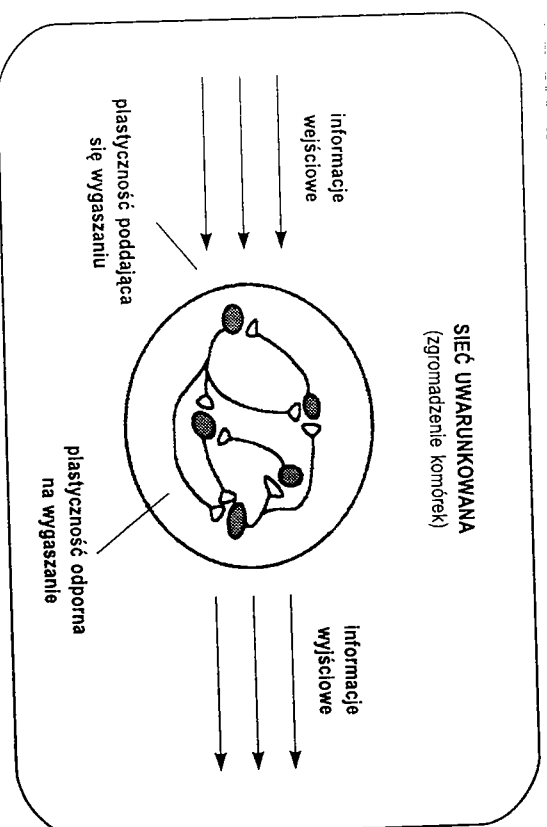 SIEĆ UWARUNKOWANA
(zgromadzenie komórek)
informacje
wejściowe
informacje
wyjściowe
plastyczność poddająca
się wygaszaniu
plastyczność odporna
na wygaszanie